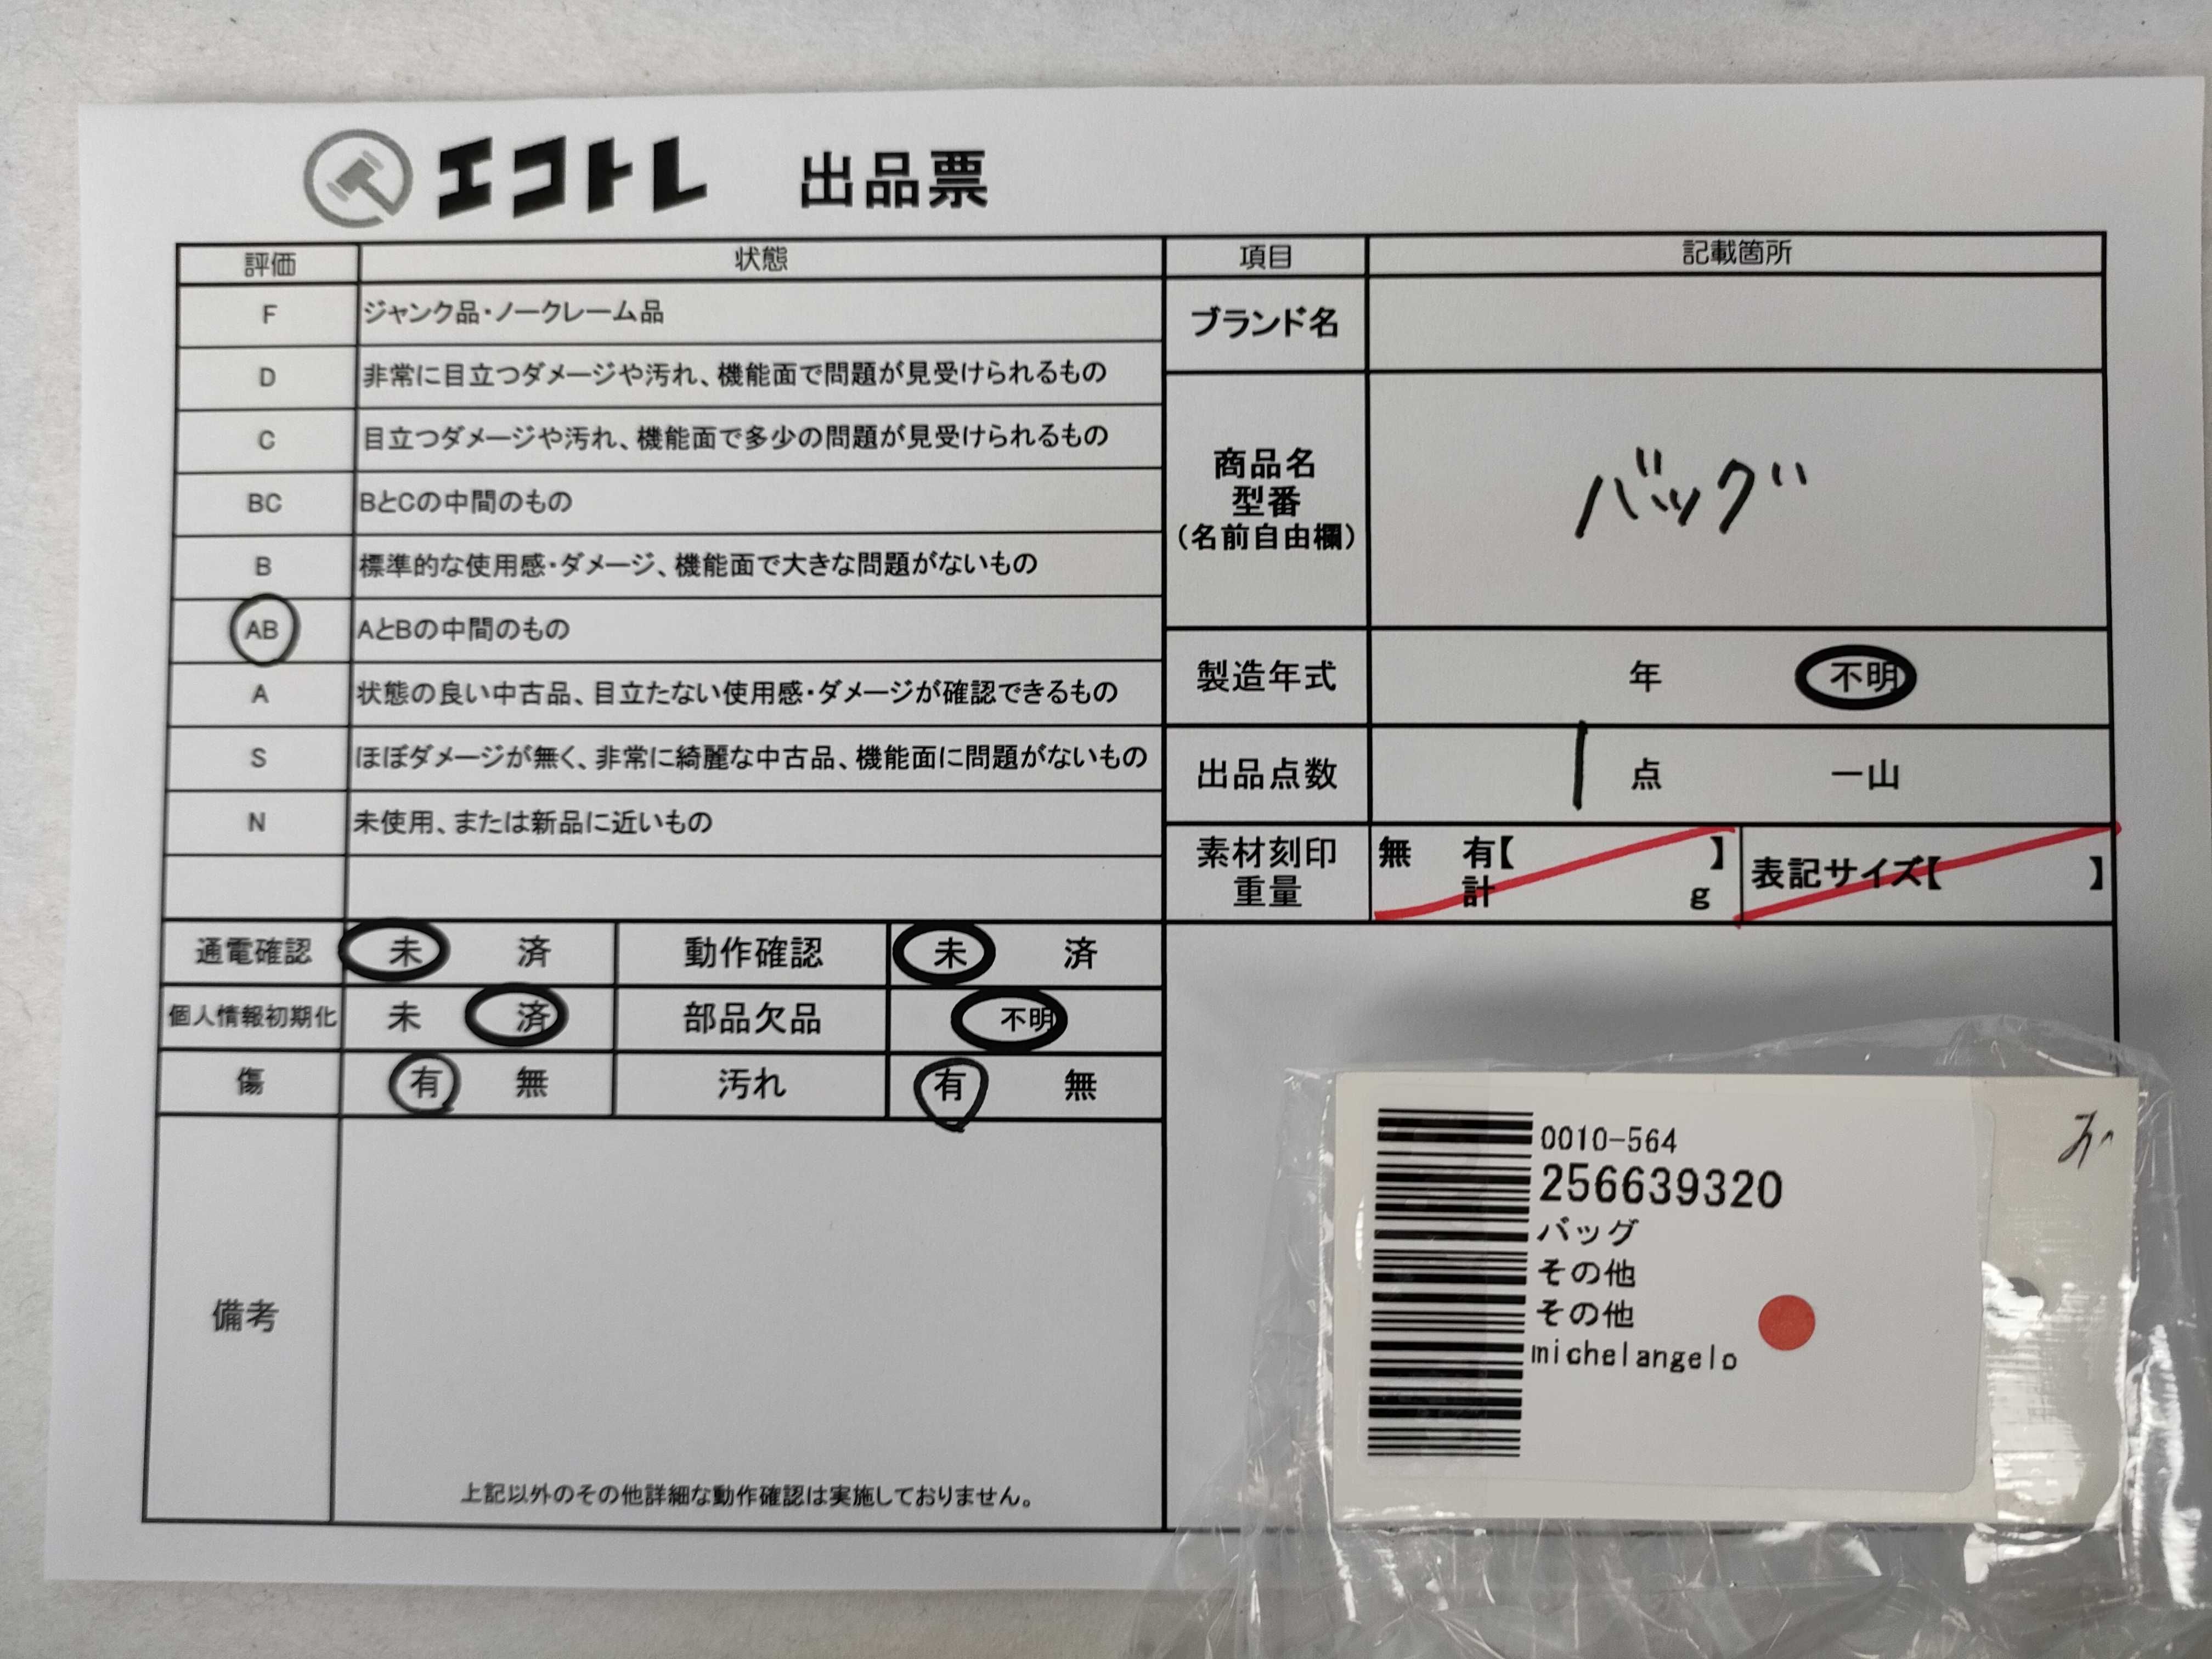 エコトレ 出品票
評価 状態
F ジャンク品・ノークレーム品
D 非常に目立つダメージや汚れ、機能面で問題が見受けられるもの
C 目立つダメージや汚れ、機能面で多少の問題が見受けられるもの
BC BとCの中間のもの
B 標準的な使用感・ダメージ、機能面で大きな問題がないもの
AB AとBの中間のもの
A 状態の良い中古品、目立たない使用感・ダメージが確認できるもの
S ほぼダメージが無く、非常に綺麗な中古品、機能面に問題がないもの
N 未使用、または新品に近いもの
通電確認 未 済 動作確認 未 済
個人情報初期化 未 済 部品欠品 不明
傷 有 無 汚れ 有 無
備考
上記以外のその他詳細な動作確認は実施しておりません。
項目 記載箇所
ブランド名
商品名
型番
(名前自由欄)
バッグ
製造年式 年 不明
出品点数 1 点 一山
素材刻印 無 有【 】
重量 計 g
表記サイズ【 】
0010-564
256639320
バッグ
その他
その他
michelangelo